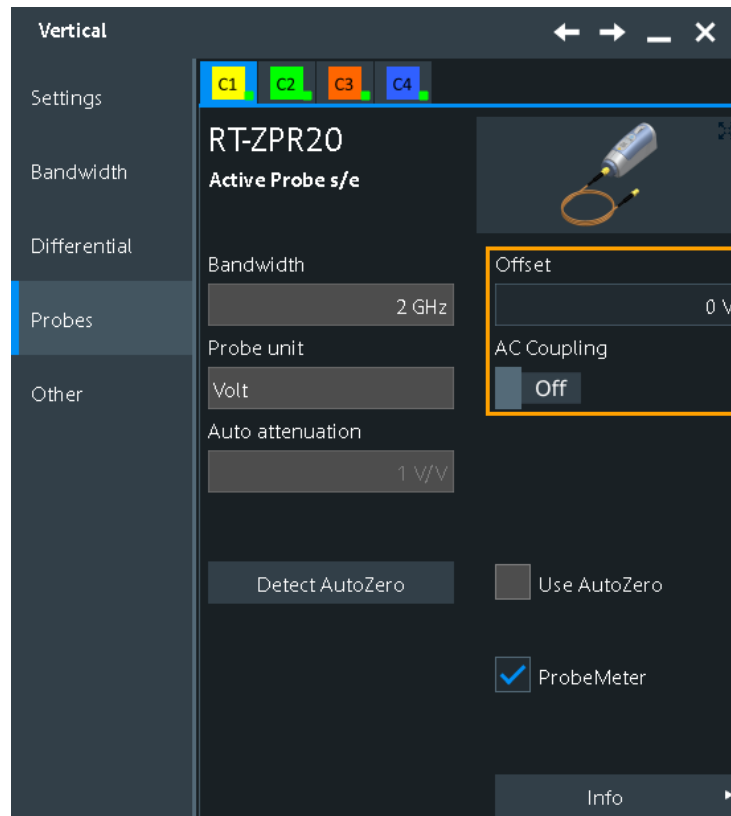 Vertical
Settings
Bandwidth
Differential
Probes
Other
C1 C2 C3 C4
RT-ZPR20
Active Probe s/e
Bandwidth
2 GHz
Probe unit
Volt
Auto attenuation
1 V/V
Offset
0 V
AC Coupling
Off
Detect AutoZero
Use AutoZero
ProbeMeter
Info